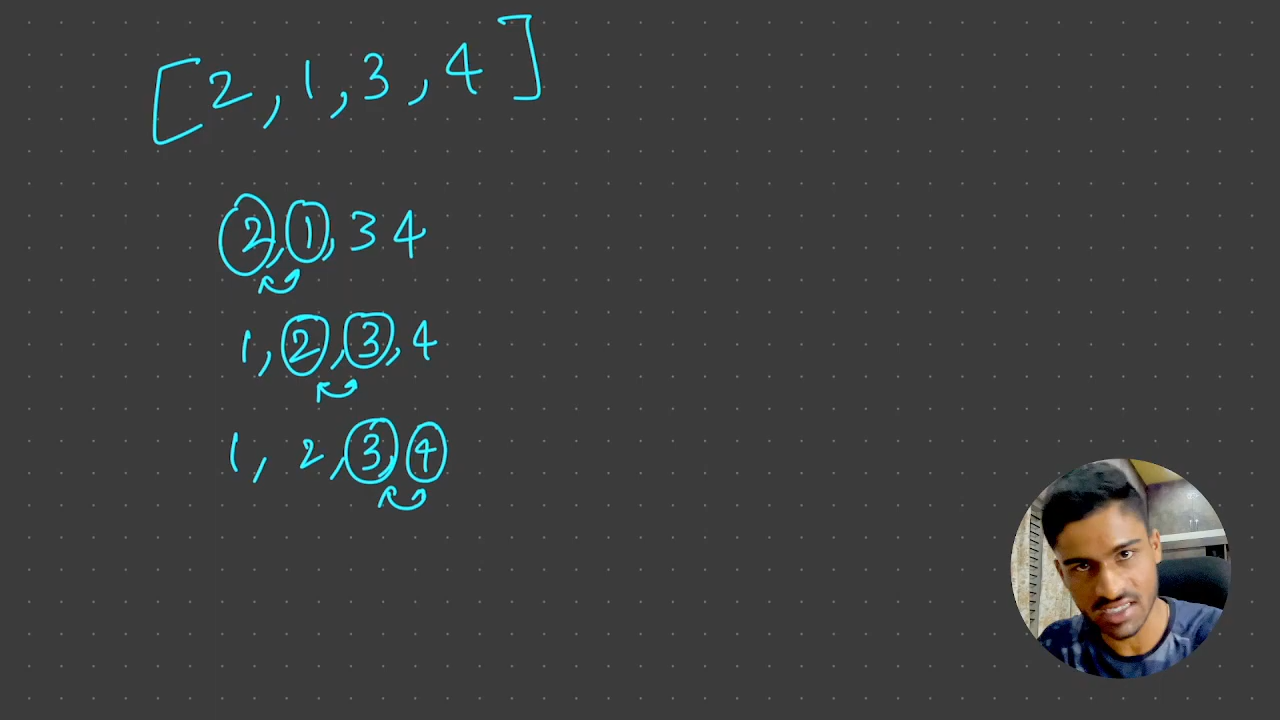 [2, 1, 3, 4]
2, 1, 3 4
1, 2, 3, 4
1, 2, 3, 4